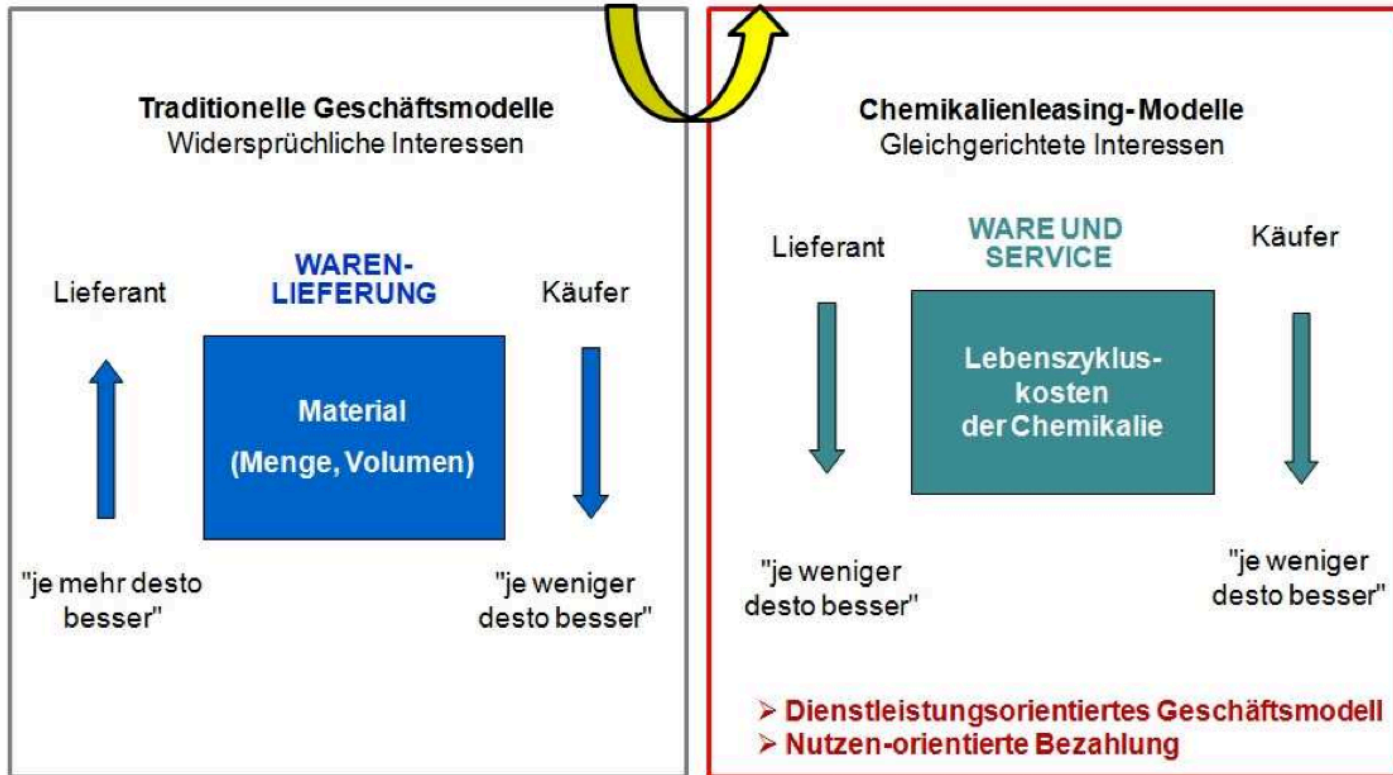 Traditionelle Geschäftsmodelle
Widersprüchliche Interessen
Lieferant
WAREN-
LIEFERUNG
Käufer
Material
(Menge, Volumen)
"je mehr desto
besser"
"je weniger
desto besser"
Chemikalienleasing-Modelle
Gleichgerichtete Interessen
Lieferant
WARE UND
SERVICE
Käufer
Lebenszyklus-
kosten
der Chemikalie
"je weniger
desto besser"
"je weniger
desto besser"
➢ Dienstleistungsorientiertes Geschäftsmodell
➢ Nutzen-orientierte Bezahlung